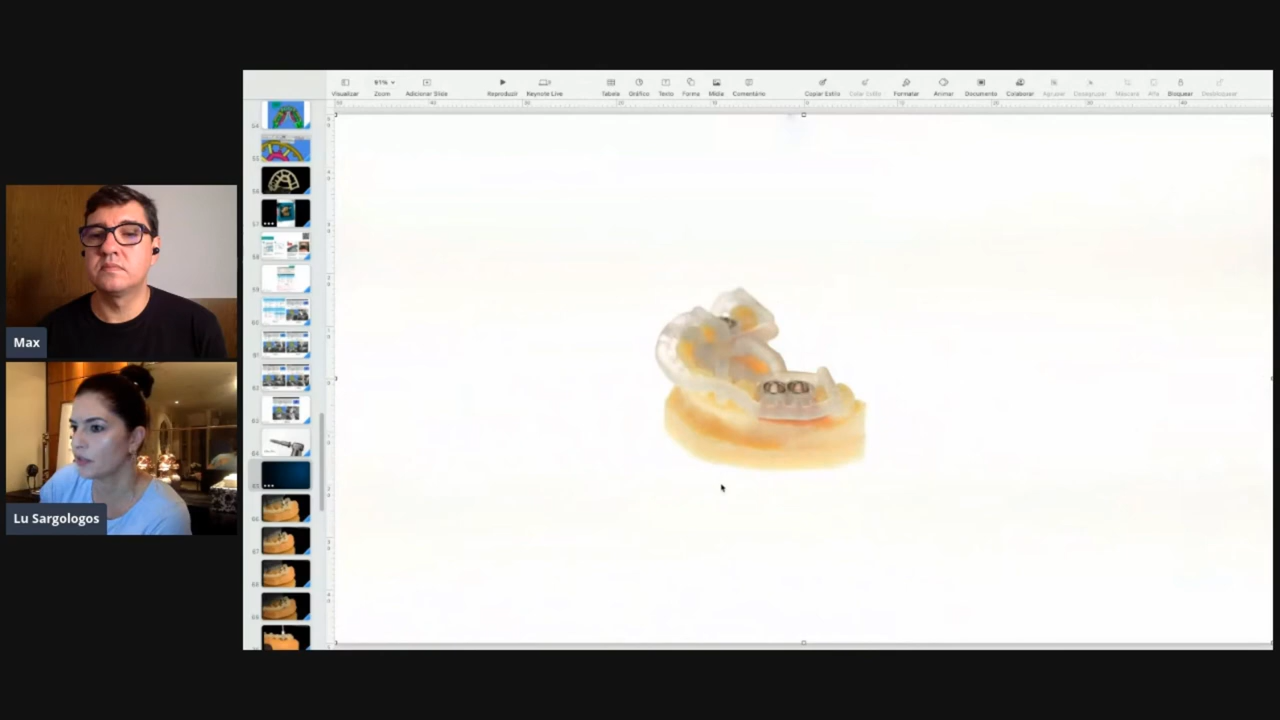 61%
Visualizar
Zoom
Adicionar Slide
Reproduzir
Keynote Live
Tabela
Gráfico
Texto
Forma
Mídia
Comentário
Copiar Estilo
Colar Estilo
Formatar
Animar
Documento
Colaborar
Agrupar
Desagrupar
Máscara
Alfa
Bloquear
Desbloquear
Max
Lu Sargologos